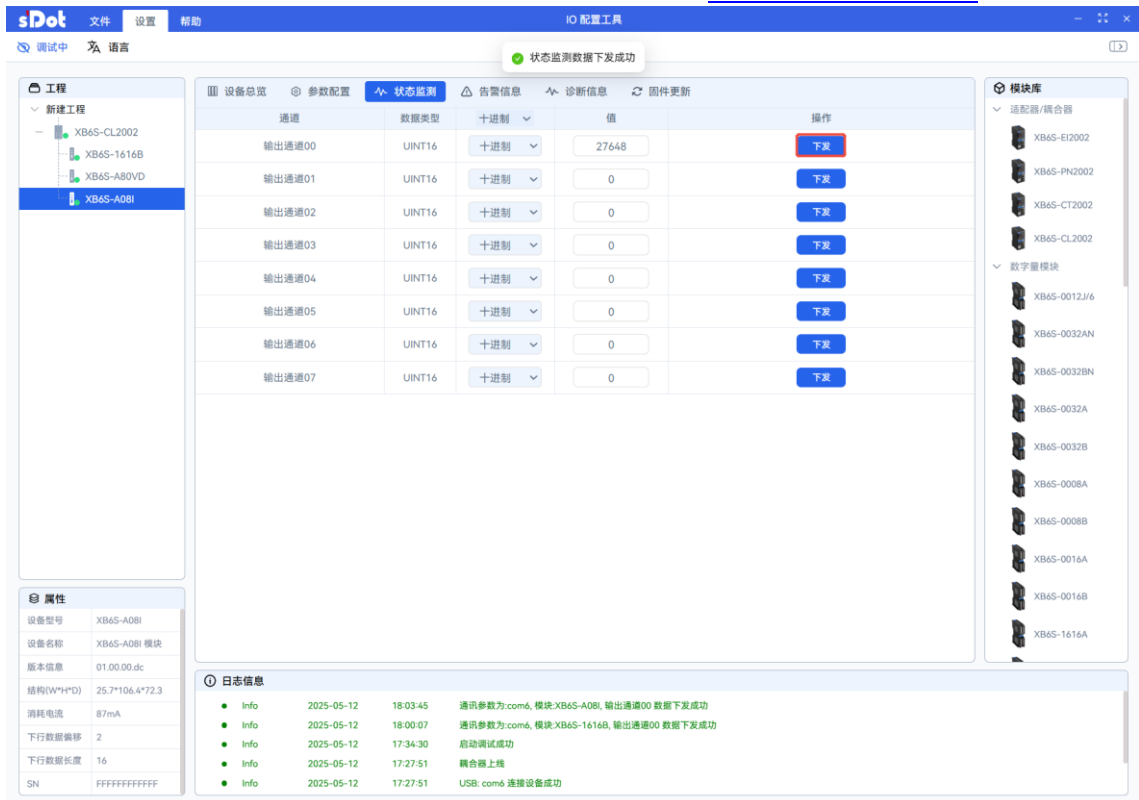 sDot 文件 设置 帮助 IO 配置工具
调试中 语言
状态监测数据下发成功
工程
新建工程
XB6S-CL2002
XB6S-1616B
XB6S-A80VD
XB6S-A08I
设备总览 参数配置 状态监测 告警信息 诊断信息 固件更新
通道 数据类型 十进制 值 操作
输出通道00 UINT16 十进制 27648 下发
输出通道01 UINT16 十进制 0 下发
输出通道02 UINT16 十进制 0 下发
输出通道03 UINT16 十进制 0 下发
输出通道04 UINT16 十进制 0 下发
输出通道05 UINT16 十进制 0 下发
输出通道06 UINT16 十进制 0 下发
输出通道07 UINT16 十进制 0 下发
模块库
适配器/耦合器
XB6S-EI2002
XB6S-PN2002
XB6S-CT2002
XB6S-CL2002
数字量模块
XB6S-0012J/6
XB6S-0032AN
XB6S-0032BN
XB6S-0032A
XB6S-0032B
XB6S-0008A
XB6S-0008B
XB6S-0016A
XB6S-0016B
XB6S-1616A
属性
设备型号 XB6S-A08I
设备名称 XB6S-A08I 模块
版本信息 01.00.00.dc
结构(W*H*D) 25.7*106.4*72.3
消耗电流 87mA
下行数据偏移 2
下行数据长度 16
SN FFFFFFFFFFFF
日志信息
Info 2025-05-12 18:03:45 通讯参数为:com6, 模块:XB6S-A08I, 输出通道00 数据下发成功
Info 2025-05-12 18:00:07 通讯参数为:com6, 模块:XB6S-1616B, 输出通道00 数据下发成功
Info 2025-05-12 17:34:30 启动调试成功
Info 2025-05-12 17:27:51 耦合器上线
Info 2025-05-12 17:27:51 USB: com6 连接设备成功